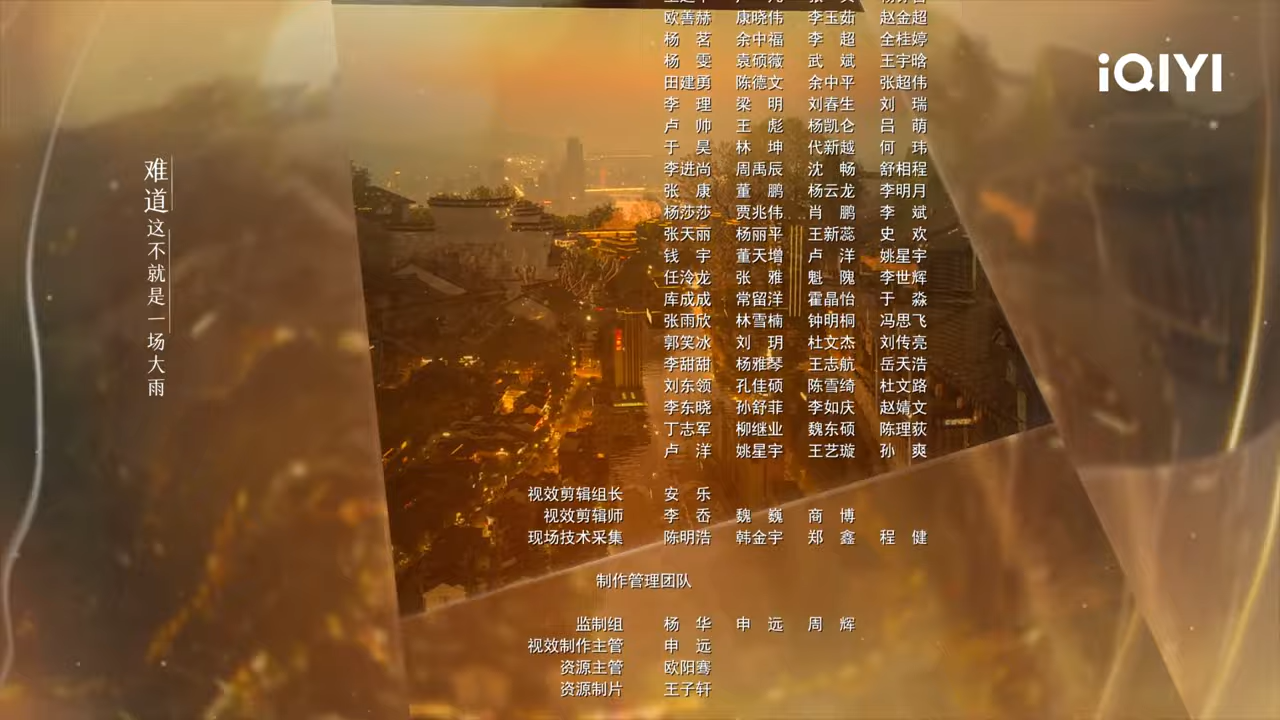 欧善赫 康晓伟 李玉茹 赵金超
杨 茗 余中福 李 超 全桂婷
杨 雯 袁硕薇 武 斌 王宇晗
田建勇 陈德文 余中平 张超伟
李 理 梁 明 刘春生 刘 瑞
卢 帅 王 彪 杨凯仑 吕 萌
于 昊 林 坤 代新越 何 玮
李进尚 周禹辰 沈 畅 舒相程
张 康 董 鹏 杨云龙 李明月
杨莎莎 贾兆伟 肖 鹏 李 斌
张天丽 杨丽平 王新蕊 史 欢
钱 宇 董天增 卢 洋 姚星宇
任泠龙 张 雅 魁 隗 李世辉
库成成 常留洋 霍晶怡 于 淼
张雨欣 林雪楠 钟明桐 冯思飞
郭笑冰 刘 玥 杜文杰 刘传亮
李甜甜 杨雅琴 王志航 岳天浩
刘东领 孔佳硕 陈雪绮 杜文路
李东晓 孙舒菲 李如庆 赵婧文
丁志军 柳继业 魏东硕 陈理荻
卢 洋 姚星宇 王艺璇 孙 爽
视效剪辑组长 安 乐
视效剪辑师 李 岙 魏 巍 商 博
现场技术采集 陈明浩 韩金宇 郑 鑫 程 健
制作管理团队
监制组 杨 华 申 远 周 辉
视效制作主管 申 远
资源主管 欧阳骞
资源制片 王子轩
难道这不就是一场大雨
iQIYI